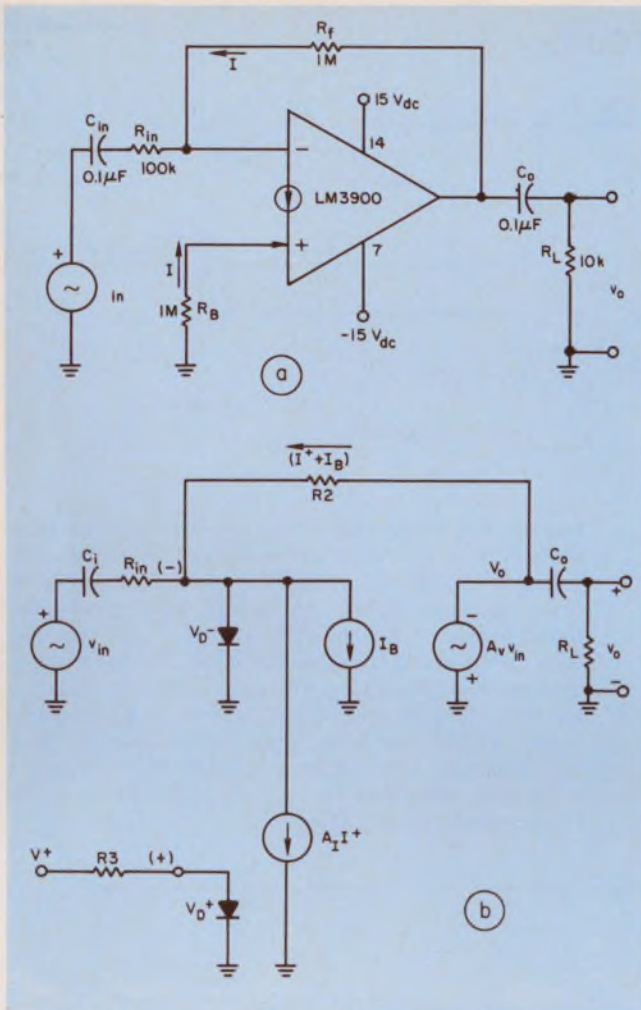 R_f
1M
I
15 V_dc
C_in
R_in
14
0.1µF
100k
−
LM3900
C_o
+
+
7
0.1µF
I
R_L
10k
v_o
in
1M
R_B
−15 V_dc
a
(I⁺+I_B)
R2
C_i
R_in
(−)
V_o
C_o
+
+
−
v_in
V_D⁻
I_B
A_v v_in
R_L
v_o
+
−
A_I I⁺
V⁺
R3
(+)
V_D⁺
b